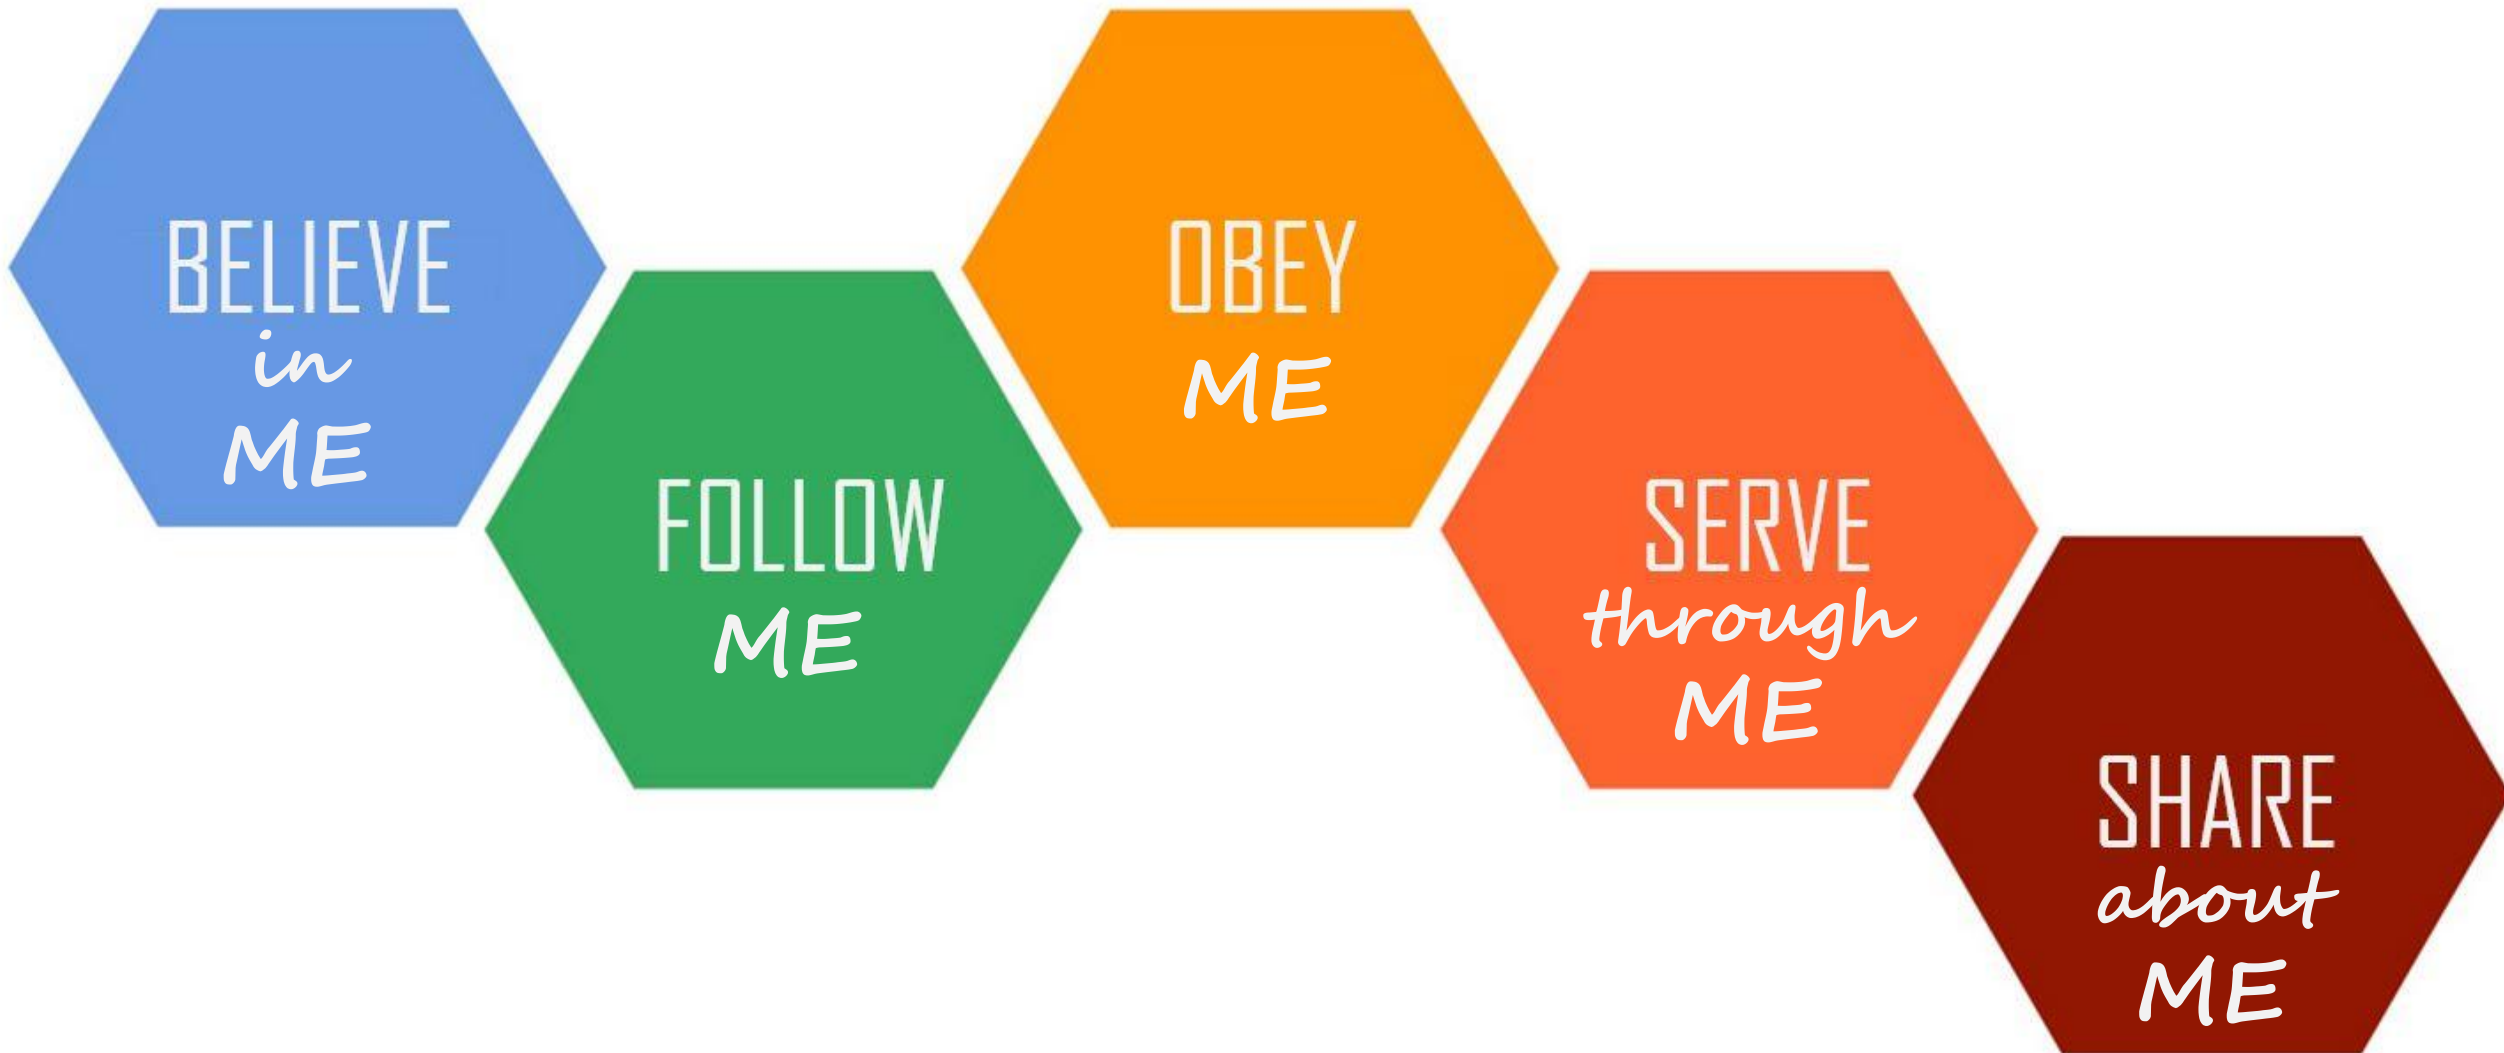 BELIEVE
in
ME
FOLLOW
ME
OBEY
ME
SERVE
through
ME
SHARE
about
ME